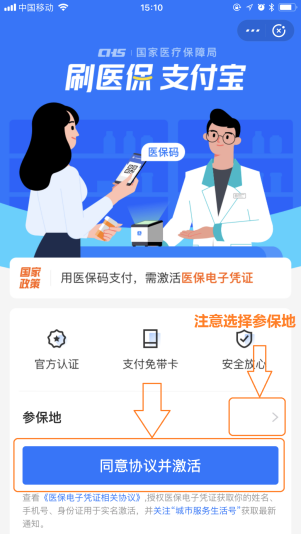 中国移动
15:10
CHS 国家医疗保障局
刷医保 支付宝
医保码
国家
政策
用医保码支付，需激活医保电子凭证
注意选择参保地
官方认证
支付免带卡
安全放心
参保地
同意协议并激活
查看《医保电子凭证相关协议》,授权医保电子凭证获取你的姓名、
手机号、身份证用于实名激活，并关注“城市服务生活号”获取最新
通知。